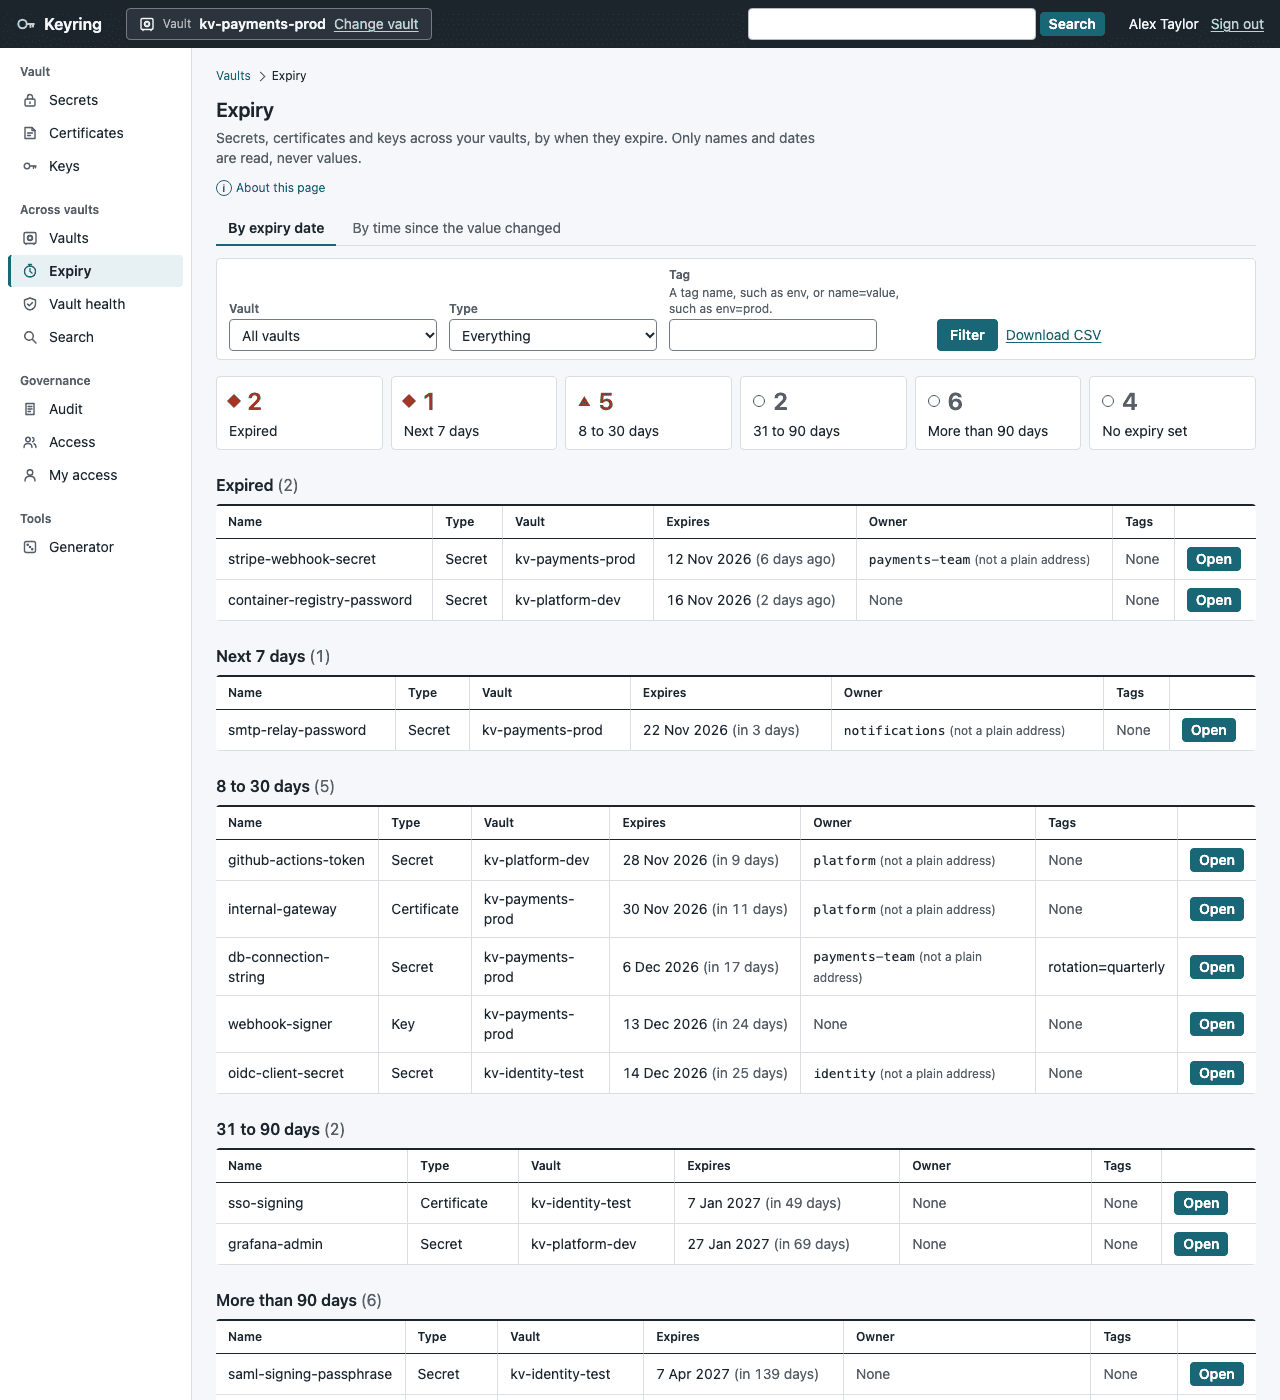 Keyring
Vault kv-payments-prod Change vault
Search
Alex Taylor
Sign out
Vault
Secrets
Certificates
Keys
Across vaults
Vaults
Expiry
Vault health
Search
Governance
Audit
Access
My access
Tools
Generator
Vaults > Expiry
Expiry
Secrets, certificates and keys across your vaults, by when they expire. Only names and dates
are read, never values.
About this page
By expiry date
By time since the value changed
Vault
All vaults
Type
Everything
Tag
A tag name, such as env, or name=value,
such as env=prod.
Filter
Download CSV
2
Expired
1
Next 7 days
5
8 to 30 days
2
31 to 90 days
6
More than 90 days
4
No expiry set
Expired (2)
Name Type Vault Expires Owner Tags
stripe-webhook-secret Secret kv-payments-prod 12 Nov 2026 (6 days ago) payments-team (not a plain address) None Open
container-registry-password Secret kv-platform-dev 16 Nov 2026 (2 days ago) None None Open
Next 7 days (1)
Name Type Vault Expires Owner Tags
smtp-relay-password Secret kv-payments-prod 22 Nov 2026 (in 3 days) notifications (not a plain address) None Open
8 to 30 days (5)
Name Type Vault Expires Owner Tags
github-actions-token Secret kv-platform-dev 28 Nov 2026 (in 9 days) platform (not a plain address) None Open
internal-gateway Certificate kv-payments-
prod 30 Nov 2026 (in 11 days) platform (not a plain address) None Open
db-connection-
string Secret kv-payments-
prod 6 Dec 2026 (in 17 days) payments-team (not a plain
address) rotation=quarterly Open
webhook-signer Key kv-payments-
prod 13 Dec 2026 (in 24 days) None None Open
oidc-client-secret Secret kv-identity-test 14 Dec 2026 (in 25 days) identity (not a plain address) None Open
31 to 90 days (2)
Name Type Vault Expires Owner Tags
sso-signing Certificate kv-identity-test 7 Jan 2027 (in 49 days) None None Open
grafana-admin Secret kv-platform-dev 27 Jan 2027 (in 69 days) None None Open
More than 90 days (6)
Name Type Vault Expires Owner Tags
saml-signing-passphrase Secret kv-identity-test 7 Apr 2027 (in 139 days) None None Open